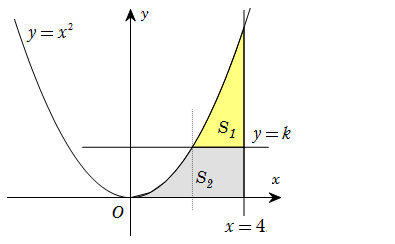 y
y = x²
S₁
y = k
S₂
x
O
x = 4